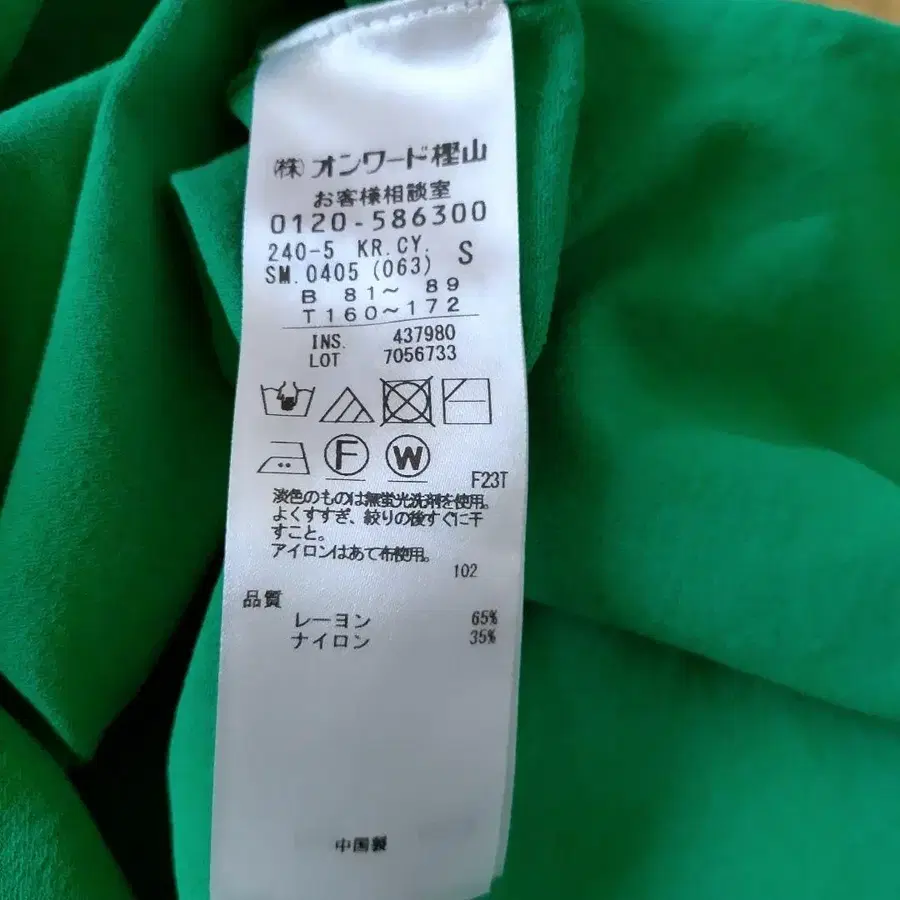 ㈱オンワード樫山
お客様相談室
0120-586300
240-5 KR.CY. S
SM.0405 (063)
B 81～ 89
T160～172
INS. 437980
LOT 7056733
F W
F23T
淡色のものは無蛍光洗剤を使用。
よくすすぎ、絞りの後すぐに干
すこと。
アイロンはあて布使用。
102
品質
レーヨン 65%
ナイロン 35%
中国製